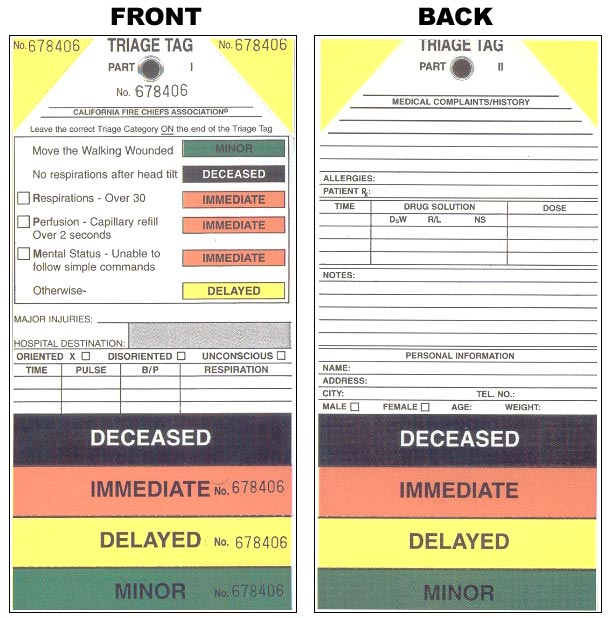 FRONT
No. 678406 TRIAGE TAG No. 678406
PART I
No. 678406
CALIFORNIA FIRE CHIEFS ASSOCIATION®
Leave the correct Triage Category ON the end of the Triage Tag
Move the Walking Wounded MINOR
No respirations after head tilt DECEASED
Respirations - Over 30 IMMEDIATE
Perfusion - Capillary refill
Over 2 seconds IMMEDIATE
Mental Status - Unable to
follow simple commands IMMEDIATE
Otherwise- DELAYED
MAJOR INJURIES:
HOSPITAL DESTINATION:
ORIENTED X DISORIENTED UNCONSCIOUS
TIME PULSE B/P RESPIRATION
DECEASED
IMMEDIATE No. 678406
DELAYED No. 678406
MINOR No. 678406
BACK
TRIAGE TAG
PART II
MEDICAL COMPLAINTS/HISTORY
ALLERGIES:
PATIENT ℞:
TIME DRUG SOLUTION DOSE
D5W R/L NS
NOTES:
PERSONAL INFORMATION
NAME:
ADDRESS:
CITY: TEL. NO.:
MALE FEMALE AGE: WEIGHT:
DECEASED
IMMEDIATE
DELAYED
MINOR